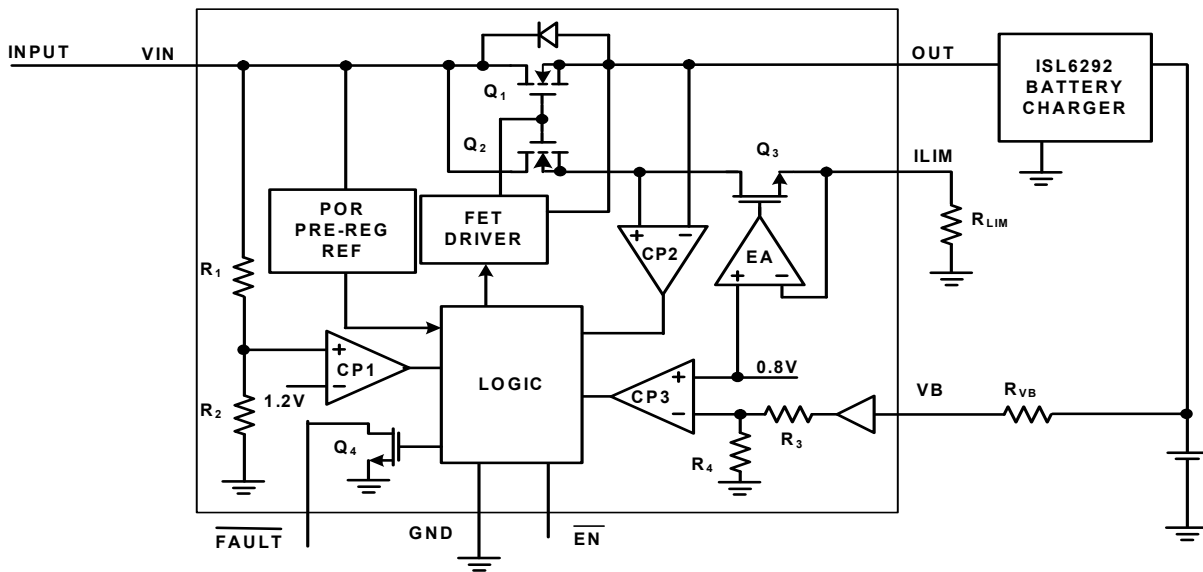 INPUT
VIN
OUT
ISL6292
BATTERY
CHARGER
Q1
Q2
Q3
ILIM
RLIM
POR
PRE-REG
REF
FET
DRIVER
+
−
CP2
EA
+
−
R1
+
−
CP1
1.2V
R2
LOGIC
0.8V
+
−
CP3
VB
RVB
R3
R4
Q4
FAULT
GND
EN